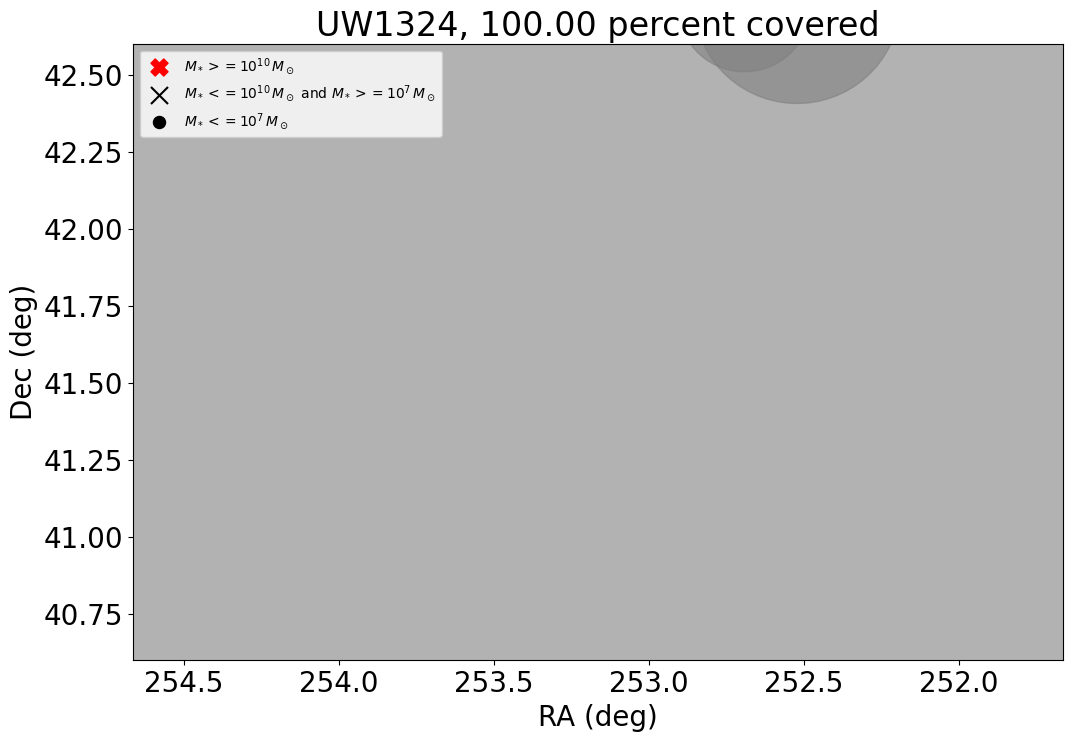 UW1324, 100.00 percent covered
M* >= 10^10 M⊙
M* <= 10^10 M⊙ and M* >= 10^7 M⊙
M* <= 10^7 M⊙
42.50
42.25
42.00
41.75
41.50
41.25
41.00
40.75
Dec (deg)
254.5 254.0 253.5 253.0 252.5 252.0
RA (deg)